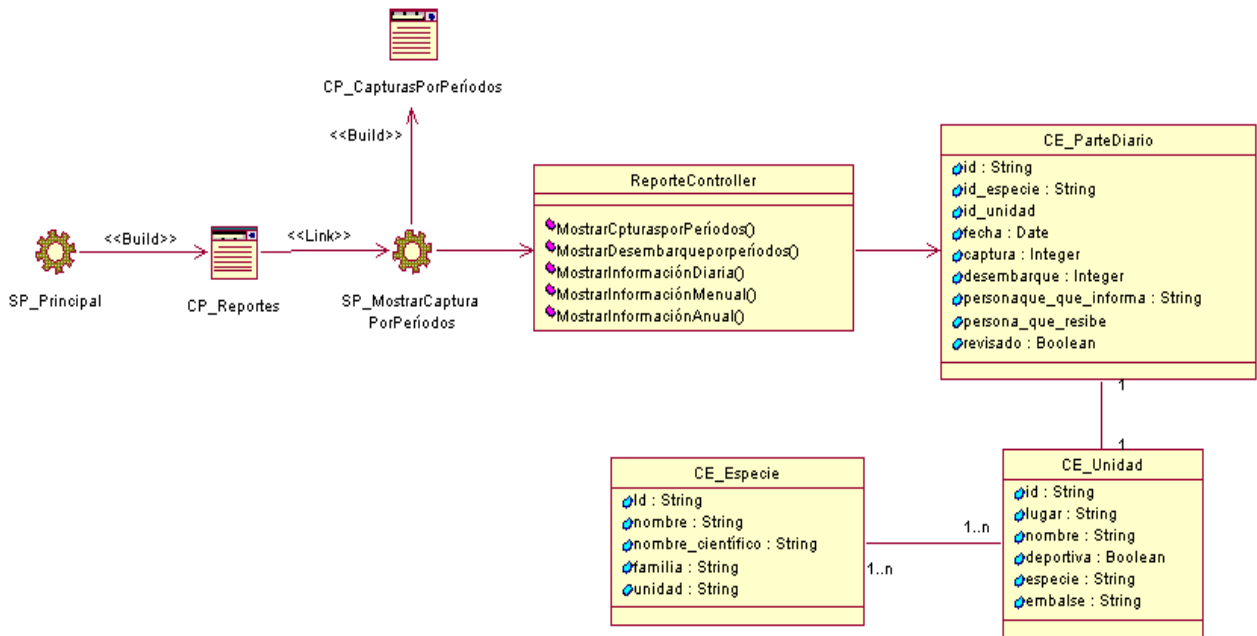 CP_CapturasPorPeríodos
<<Build>>
<<Build>>
<<Link>>
SP_Principal
CP_Reportes
SP_MostrarCaptura
PorPeríodos
ReporteController
MostrarCpturasporPeríodos()
MostrarDesembarqueporperíodos()
MostrarInformaciónDiaria()
MostrarInformaciónMenual()
MostrarInformaciónAnual()
CE_ParteDiario
id : String
id_especie : String
id_unidad
fecha : Date
captura : Integer
desembarque : Integer
personaque_que_informa : String
persona_que_resibe
revisado : Boolean
1
1
CE_Especie
Id : String
nombre : String
nombre_científico : String
familia : String
unidad : String
1..n
1..n
CE_Unidad
id : String
lugar : String
nombre : String
deportiva : Boolean
especie : String
embalse : String